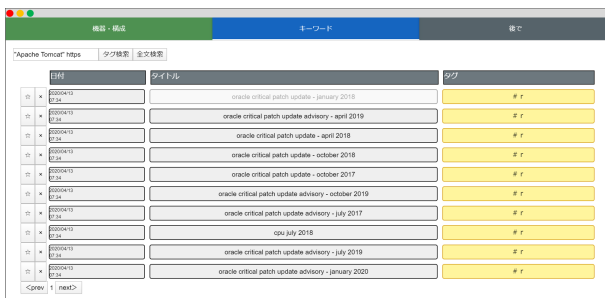 機器・構成 キーワード 後で
"Apache Tomcat" https タグ検索 全文検索
日付 タイトル タグ
☆ × 2020/04/13 07:34 oracle critical patch update - january 2018 # r
☆ × 2020/04/13 07:34 oracle critical patch update advisory - april 2019 # r
☆ × 2020/04/13 07:34 oracle critical patch update - april 2018 # r
☆ × 2020/04/13 07:34 oracle critical patch update - october 2018 # r
☆ × 2020/04/13 07:34 oracle critical patch update - october 2017 # r
☆ × 2020/04/13 07:34 oracle critical patch update advisory - october 2019 # r
☆ × 2020/04/13 07:34 oracle critical patch update advisory - july 2017 # r
☆ × 2020/04/13 07:34 cpu july 2018 # r
☆ × 2020/04/13 07:34 oracle critical patch update advisory - july 2019 # r
☆ × 2020/04/13 07:34 oracle critical patch update advisory - january 2020 # r
＜prev 1 next＞